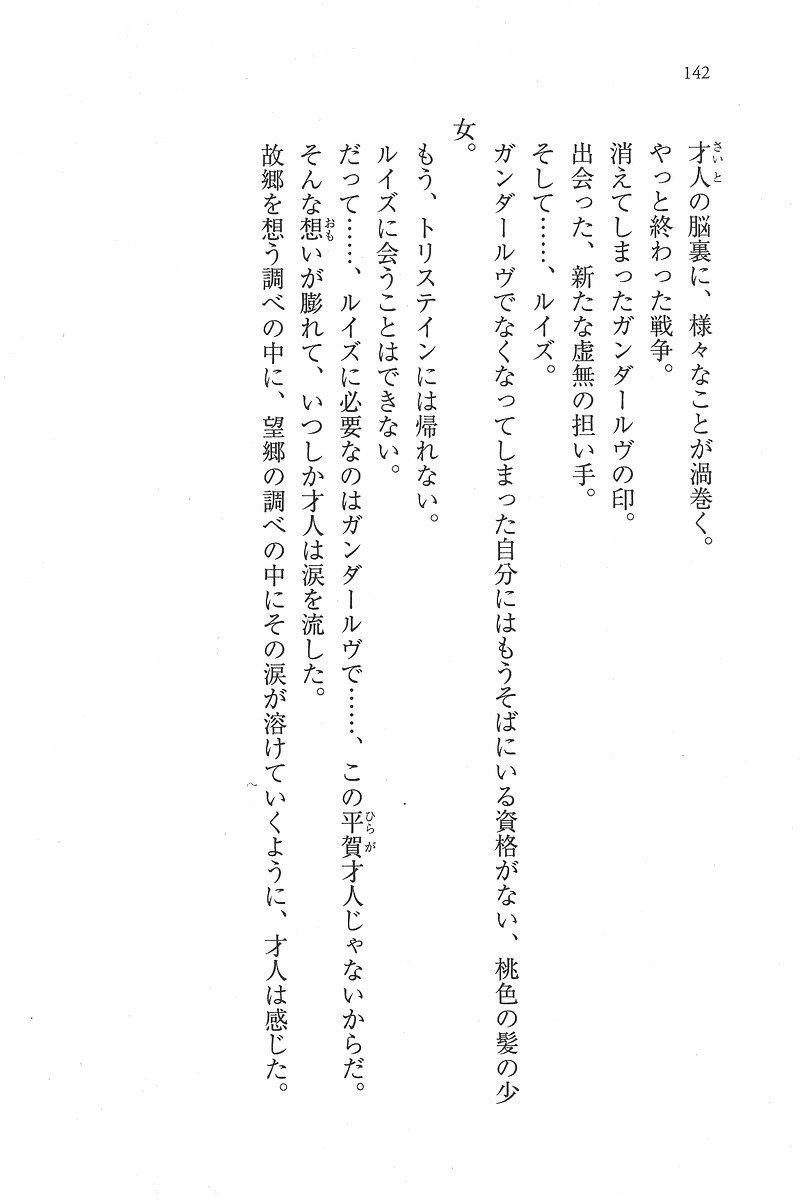 142
才人の脳裏に、様々なことが渦巻く。
やっと終わった戦争。
消えてしまったガンダールヴの印。
出会った、新たな虚無の担い手。
そして……、ルイズ。
ガンダールヴでなくなってしまった自分にはもうそばにいる資格がない、桃色の髪の少
女。
もう、トリステインには帰れない。
ルイズに会うことはできない。
だって……、ルイズに必要なのはガンダールヴで……、この平賀才人じゃないからだ。
そんな想いが膨れて、いつしか才人は涙を流した。
故郷を想う調べの中に、望郷の調べの中にその涙が溶けていくように、才人は感じた。